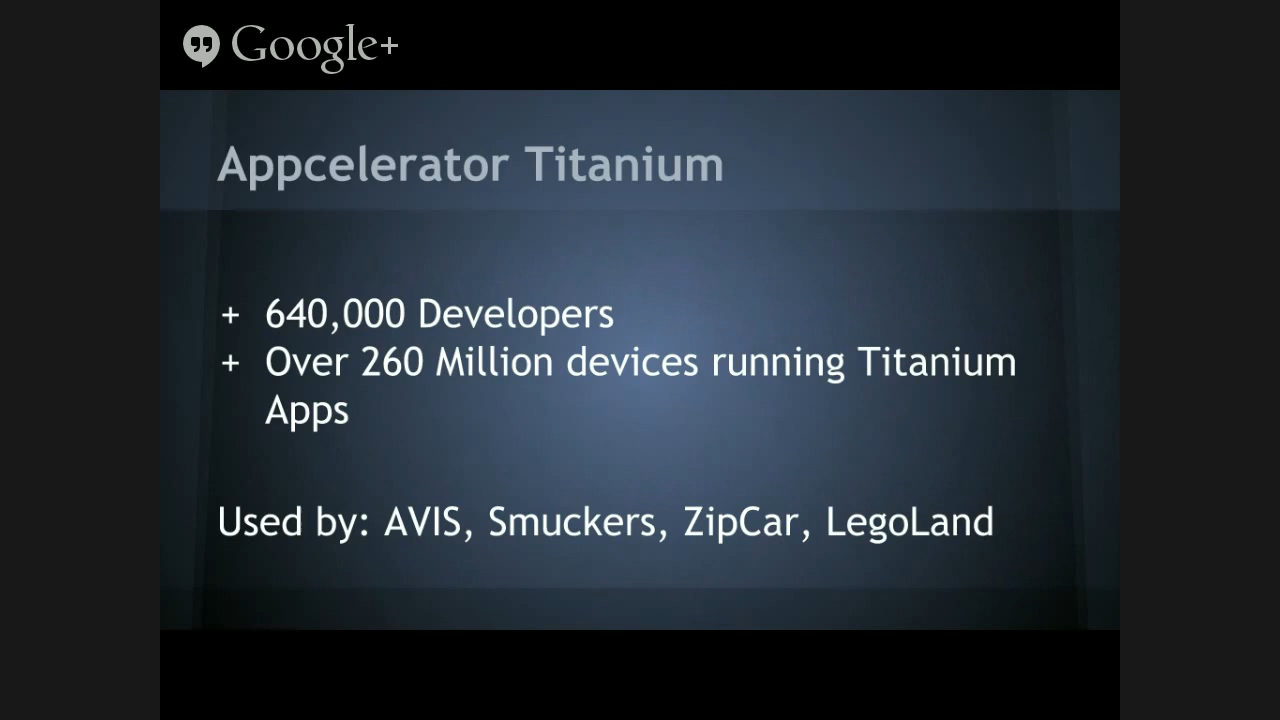 Google+
Appcelerator Titanium
+ 640,000 Developers
+ Over 260 Million devices running Titanium
Apps
Used by: AVIS, Smuckers, ZipCar, LegoLand